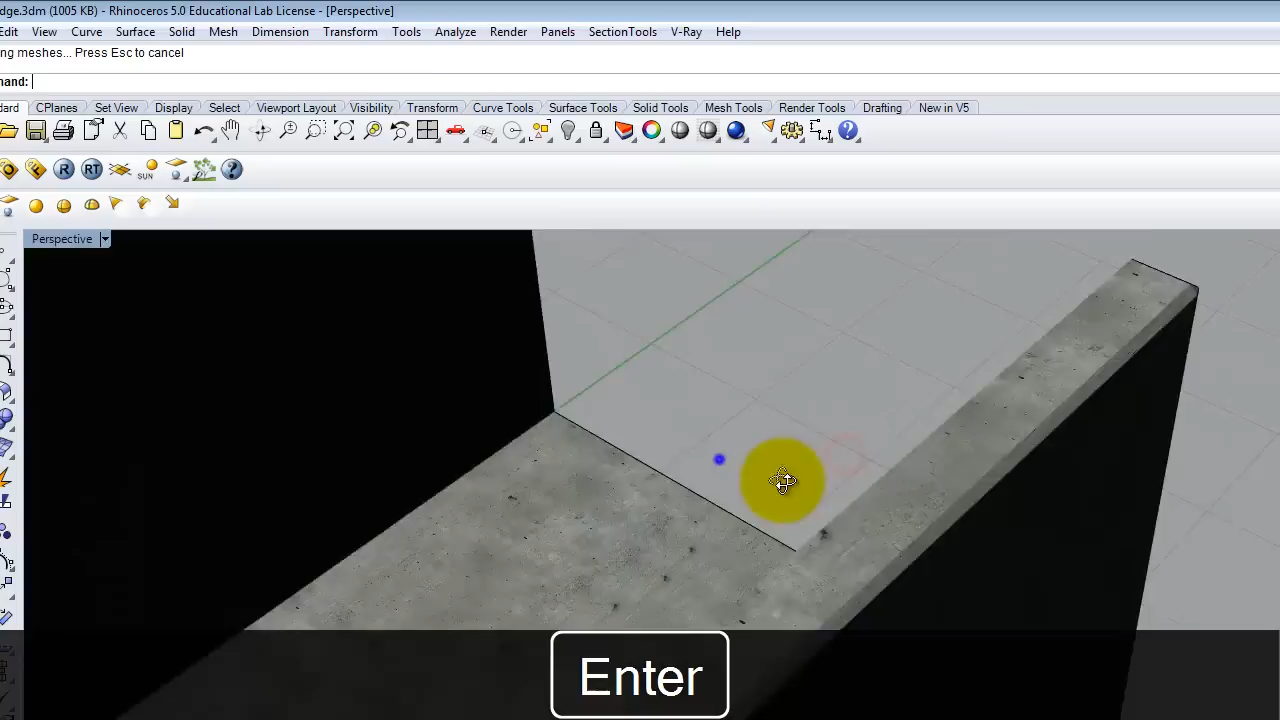 dge.3dm (1005 KB) - Rhinoceros 5.0 Educational Lab License - [Perspective]
Edit View Curve Surface Solid Mesh Dimension Transform Tools Analyze Render Panels SectionTools V-Ray Help
ng meshes... Press Esc to cancel
mand:
dard CPlanes Set View Display Select Viewport Layout Visibility Transform Curve Tools Surface Tools Solid Tools Mesh Tools Render Tools Drafting New in V5
O F R RT SUN
Perspective
Enter